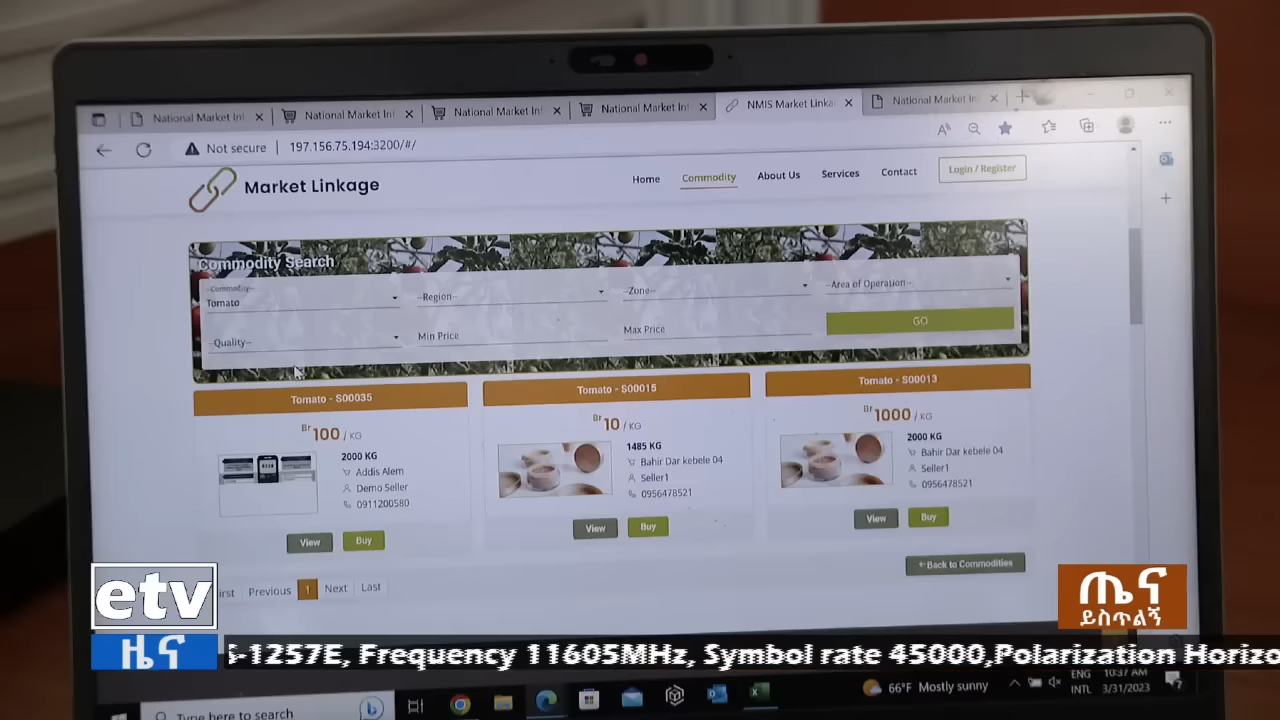 National Market Inf
National Market Inf
National Market Inf
National Market Inf
NMIS Market Linka
National Market In
Not secure
197.156.75.194:3200/#/
Market Linkage
Home
Commodity
About Us
Services
Contact
Login / Register
Commodity Search
--Commodity--
Tomato
--Region--
--Zone--
--Area of Operation--
--Quality--
Min Price
Max Price
GO
Tomato - S00035
Br 100 / KG
2000 KG
Addis Alem
Demo Seller
0911200580
View
Buy
Tomato - S00015
Br 10 / KG
1485 KG
Bahir Dar kebele 04
Seller1
0956478521
View
Buy
Tomato - S00013
Br 1000 / KG
2000 KG
Bahir Dar kebele 04
Seller1
0956478521
View
Buy
Back to Commodities
irst
Previous
1
Next
Last
etv
ዜና
ጤና
ይስጥልኝ
-1257E, Frequency 11605MHz, Symbol rate 45000,Polarization Horizo
Type here to search
66°F Mostly sunny
ENG
INTL
10:37 AM
3/31/2023